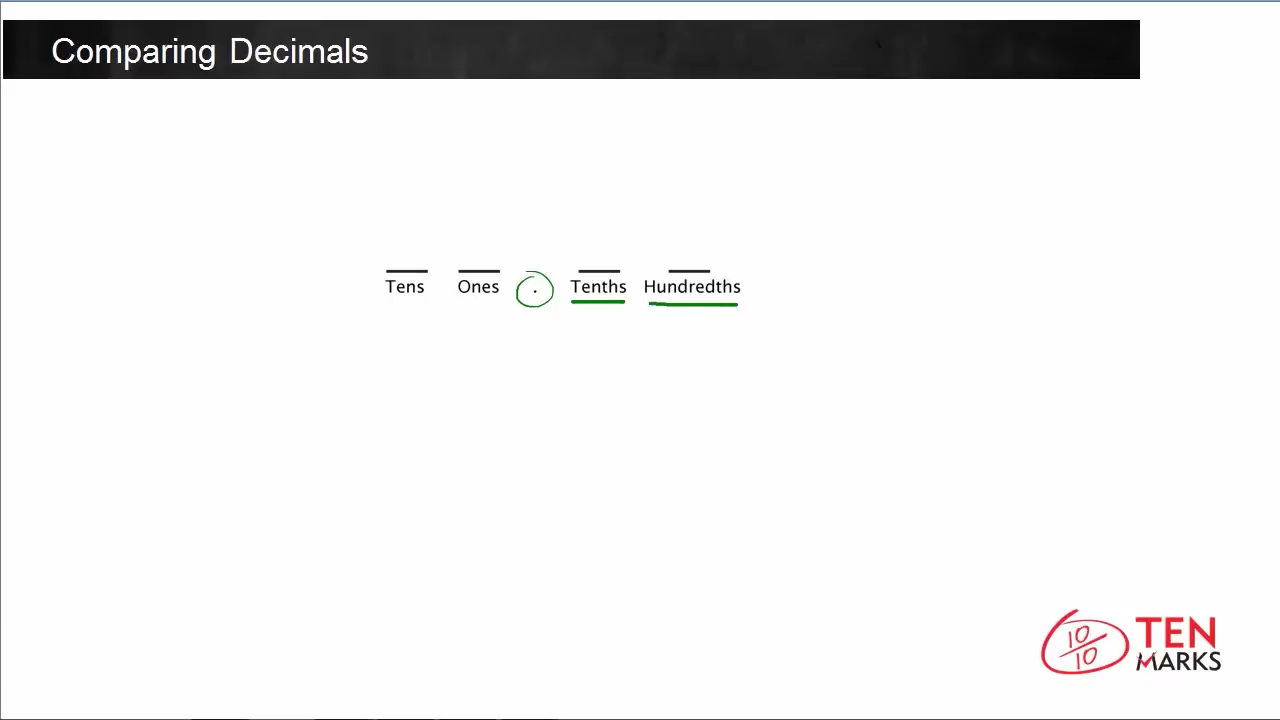 Comparing Decimals
Tens Ones . Tenths Hundredths
10/10 TEN
MARKS